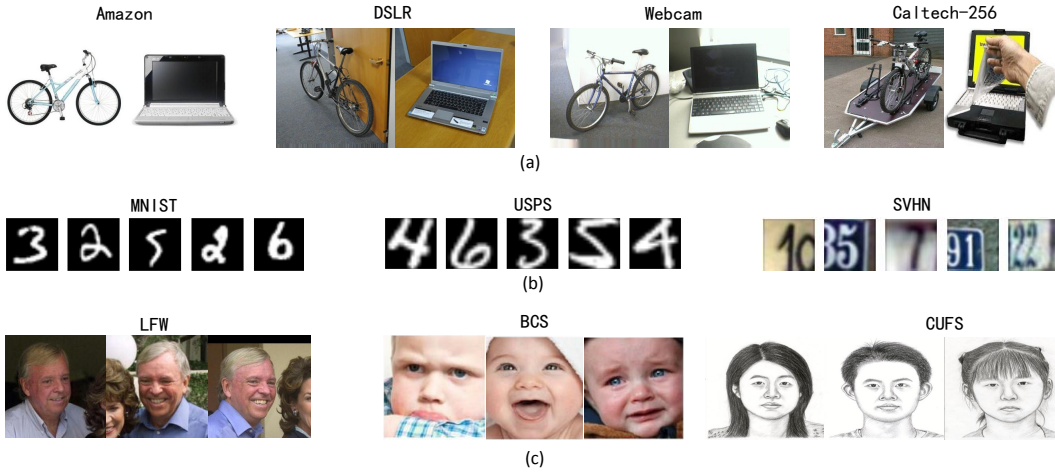 Amazon DSLR Webcam Caltech-256
(a)
MNIST USPS SVHN
3 2 5 2 6 4 6 3 5 4 10 35 7 91 22
(b)
LFW BCS CUFS
(c)